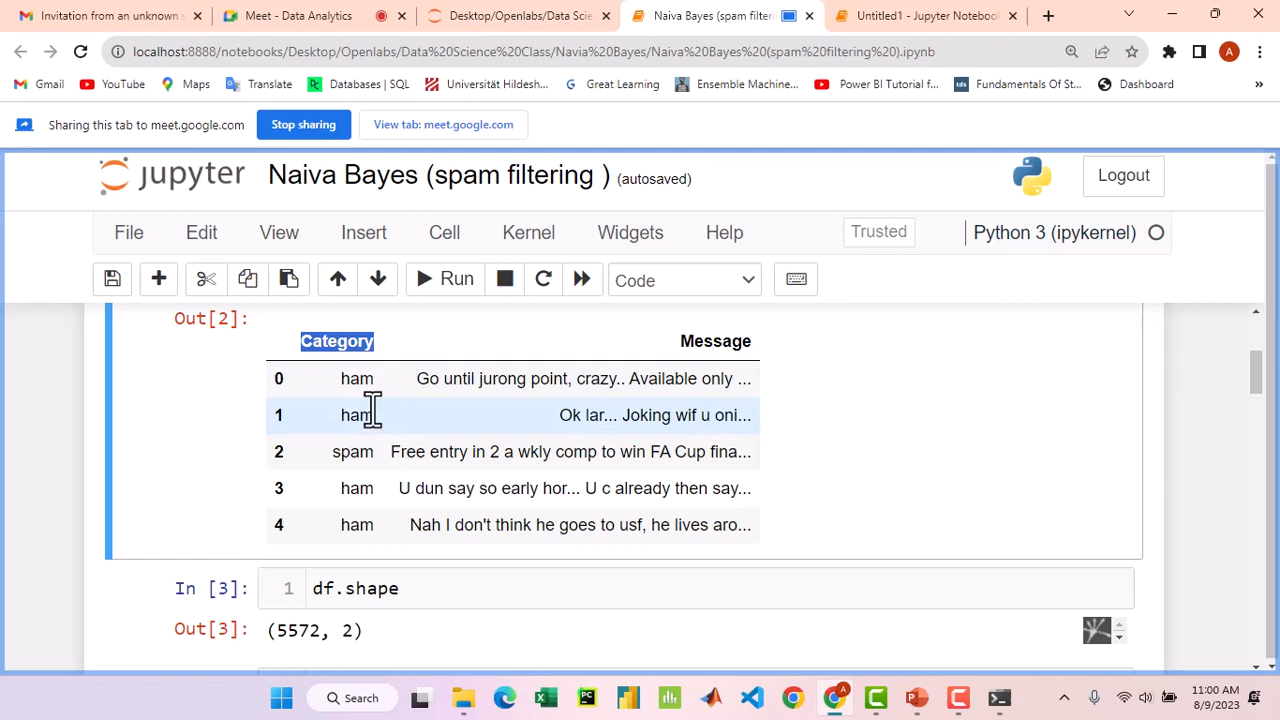 Invitation from an unknown s
Meet - Data Analytics
Desktop/Openlabs/Data Scie
Naiva Bayes (spam filterin
Untitled1 - Jupyter Notebook
localhost:8888/notebooks/Desktop/Openlabs/Data%20Science%20Class/Navia%20Bayes/Naiva%20Bayes%20(spam%20filtering%20).ipynb
A
Gmail
YouTube
Maps
Translate
Databases | SQL
Universität Hildesh...
Great Learning
Ensemble Machine...
Power BI Tutorial f...
Fundamentals Of St...
Dashboard
Sharing this tab to meet.google.com
Stop sharing
View tab: meet.google.com
jupyter
Naiva Bayes (spam filtering ) (autosaved)
Logout
File Edit View Insert Cell Kernel Widgets Help
Trusted
Python 3 (ipykernel)
Run
Code
Out[2]:
Category Message
0 ham Go until jurong point, crazy.. Available only ...
1 ham Ok lar... Joking wif u oni...
2 spam Free entry in 2 a wkly comp to win FA Cup fina...
3 ham U dun say so early hor... U c already then say...
4 ham Nah I don't think he goes to usf, he lives aro...
In [3]: 1 df.shape
Out[3]: (5572, 2)
Search
11:00 AM
8/9/2023